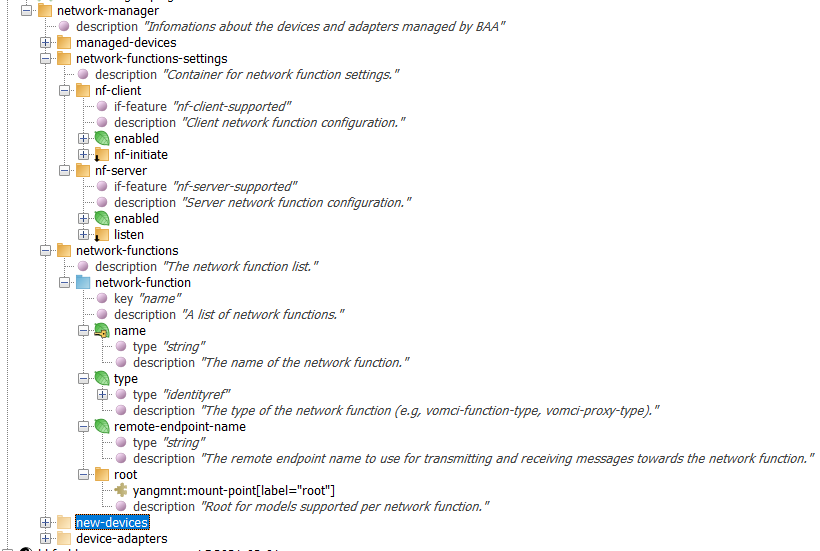 network-manager
description "Infomations about the devices and adapters managed by BAA"
managed-devices
network-functions-settings
description "Container for network function settings."
nf-client
if-feature "nf-client-supported"
description "Client network function configuration."
enabled
nf-initiate
nf-server
if-feature "nf-server-supported"
description "Server network function configuration."
enabled
listen
network-functions
description "The network function list."
network-function
key "name"
description "A list of network functions."
name
type "string"
description "The name of the network function."
type
type "identityref"
description "The type of the network function (e.g, vomci-function-type, vomci-proxy-type)."
remote-endpoint-name
type "string"
description "The remote endpoint name to use for transmitting and receiving messages towards the network function."
root
yangmnt:mount-point[label="root"]
description "Root for models supported per network function."
new-devices
device-adapters